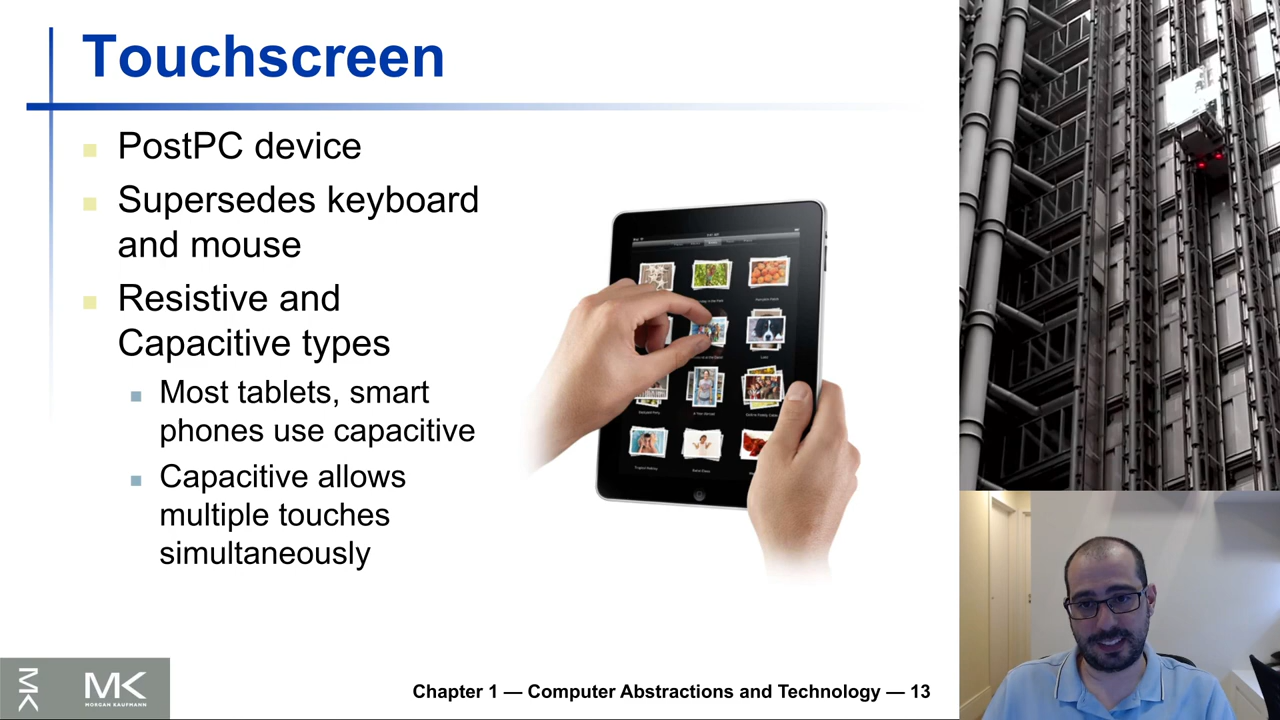 Touchscreen
PostPC device
Supersedes keyboard
and mouse
Resistive and
Capacitive types
Most tablets, smart
phones use capacitive
Capacitive allows
multiple touches
simultaneously
MK
MK
MORGAN KAUFMANN
Chapter 1 — Computer Abstractions and Technology — 13